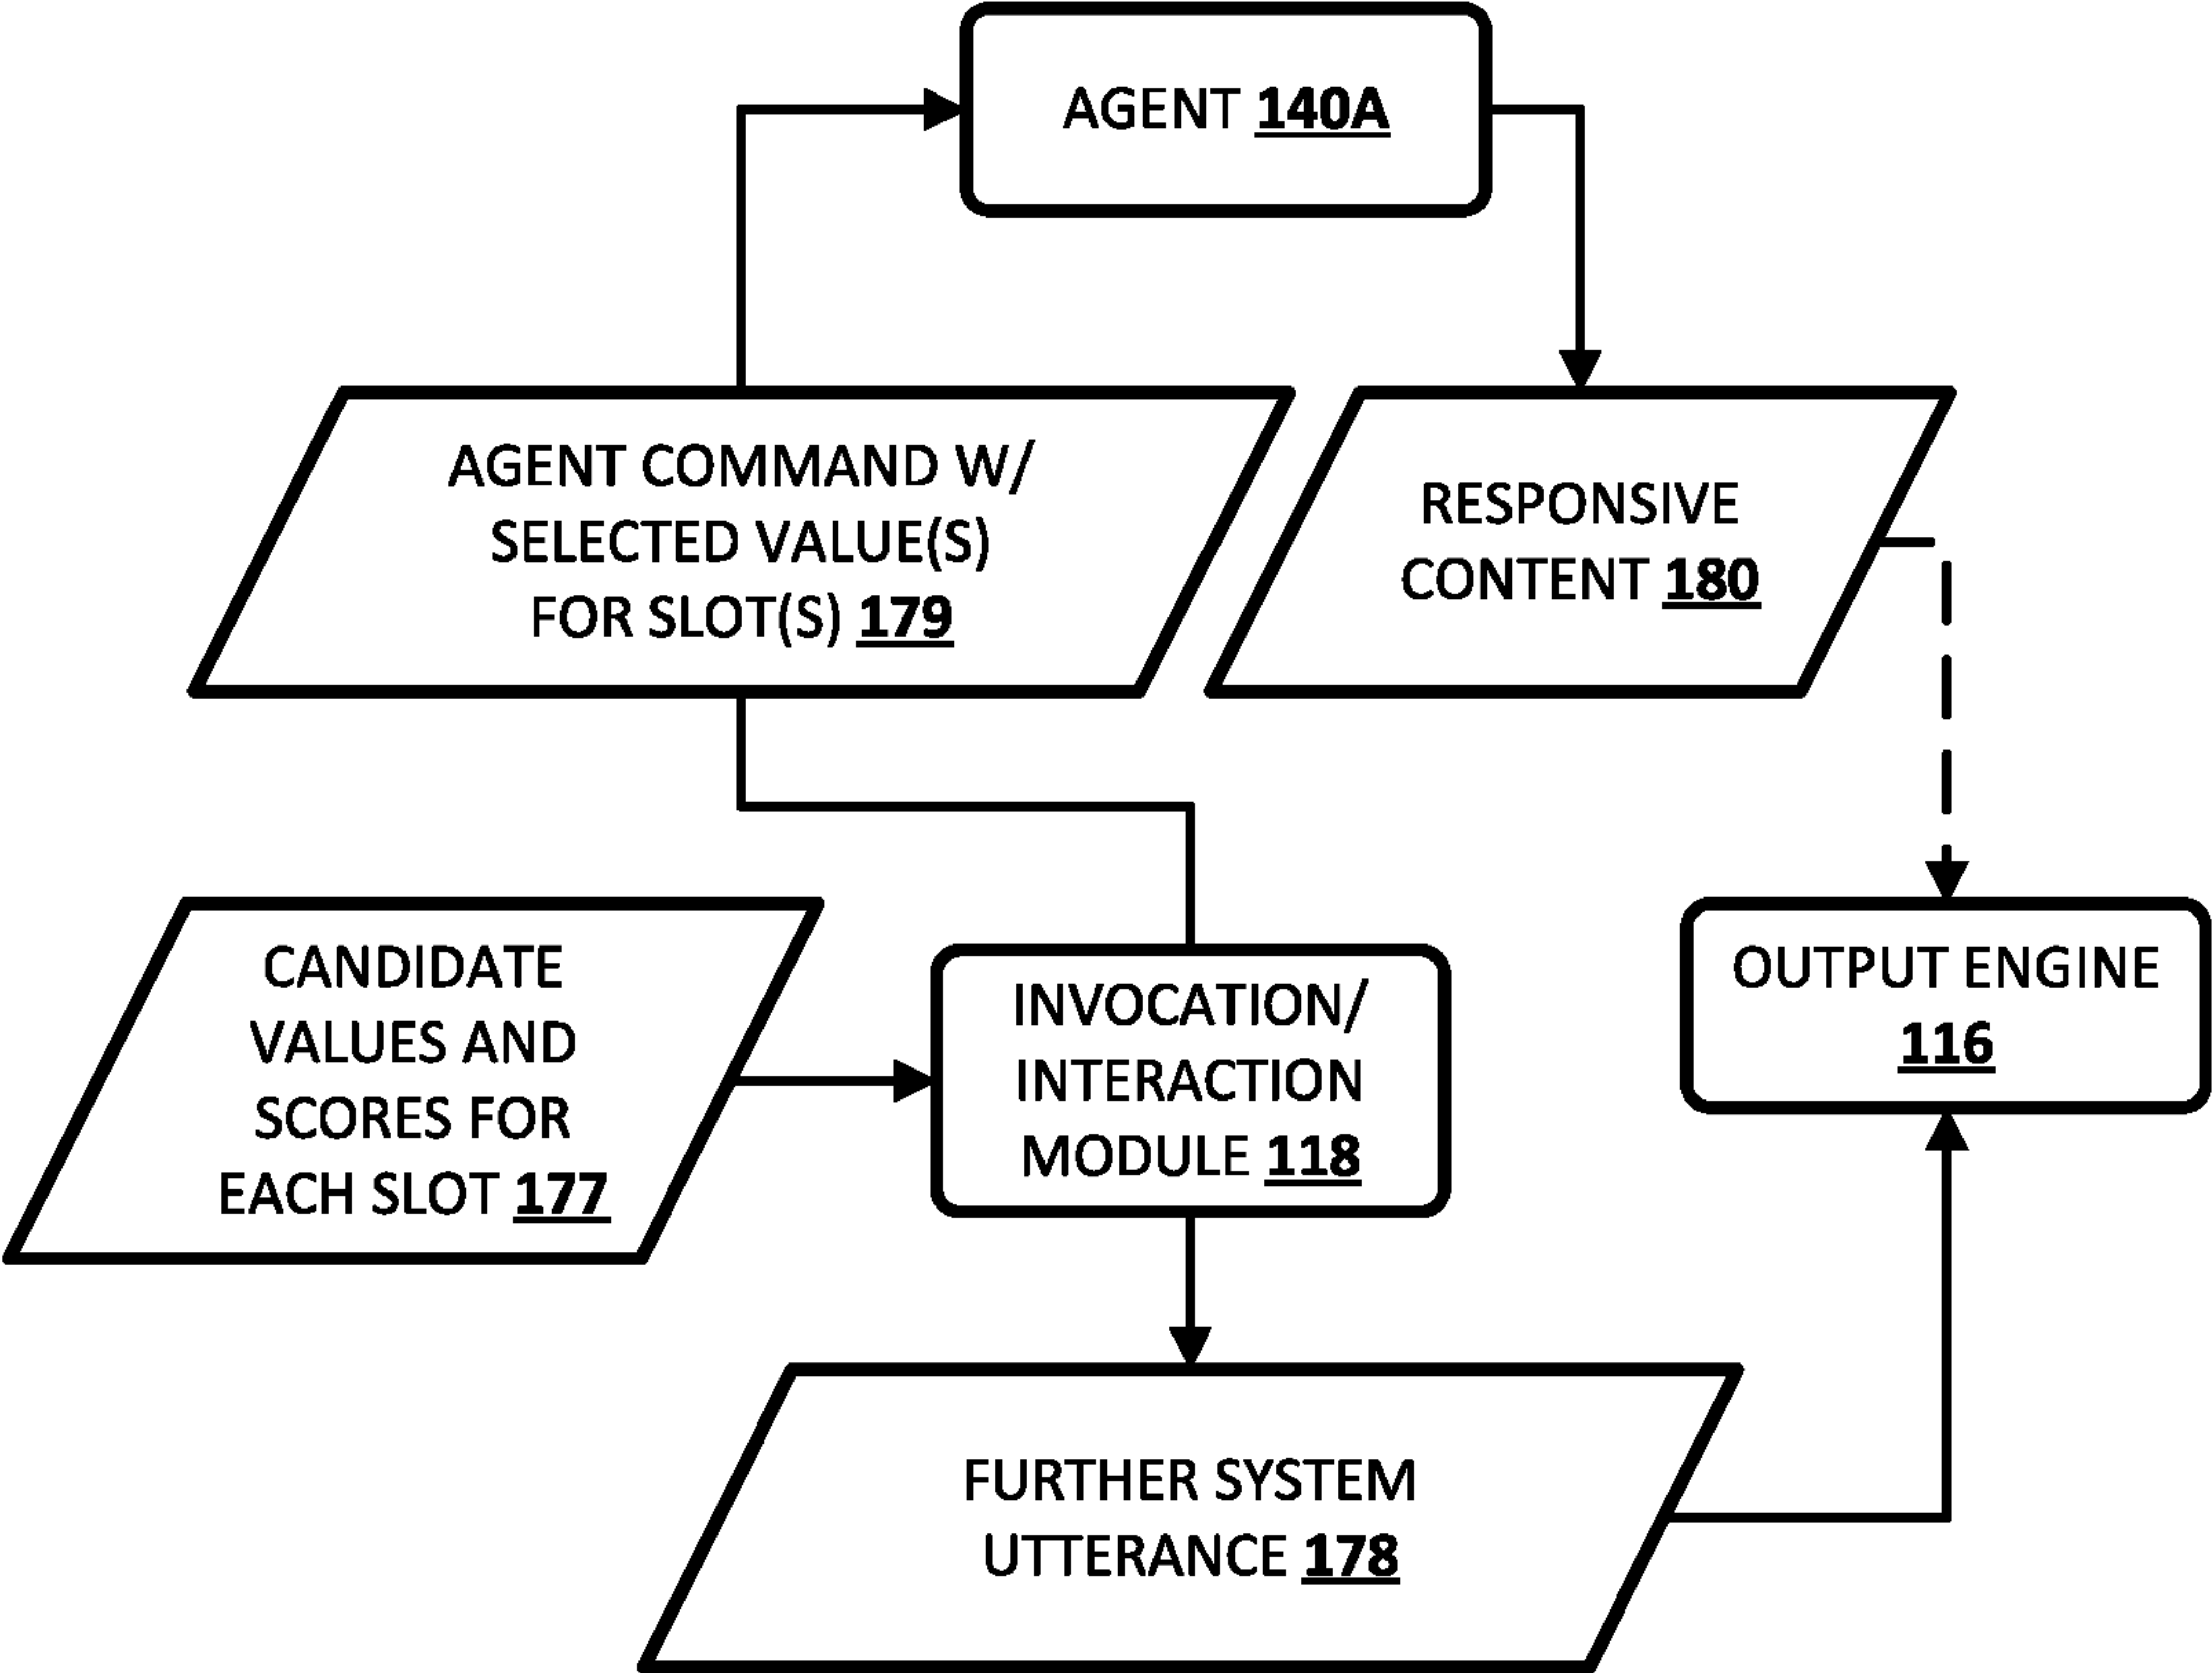 AGENT 140A
AGENT COMMAND W/
SELECTED VALUE(S)
FOR SLOT(S) 179
RESPONSIVE
CONTENT 180
CANDIDATE
VALUES AND
SCORES FOR
EACH SLOT 177
INVOCATION/
INTERACTION
MODULE 118
OUTPUT ENGINE
116
FURTHER SYSTEM
UTTERANCE 178